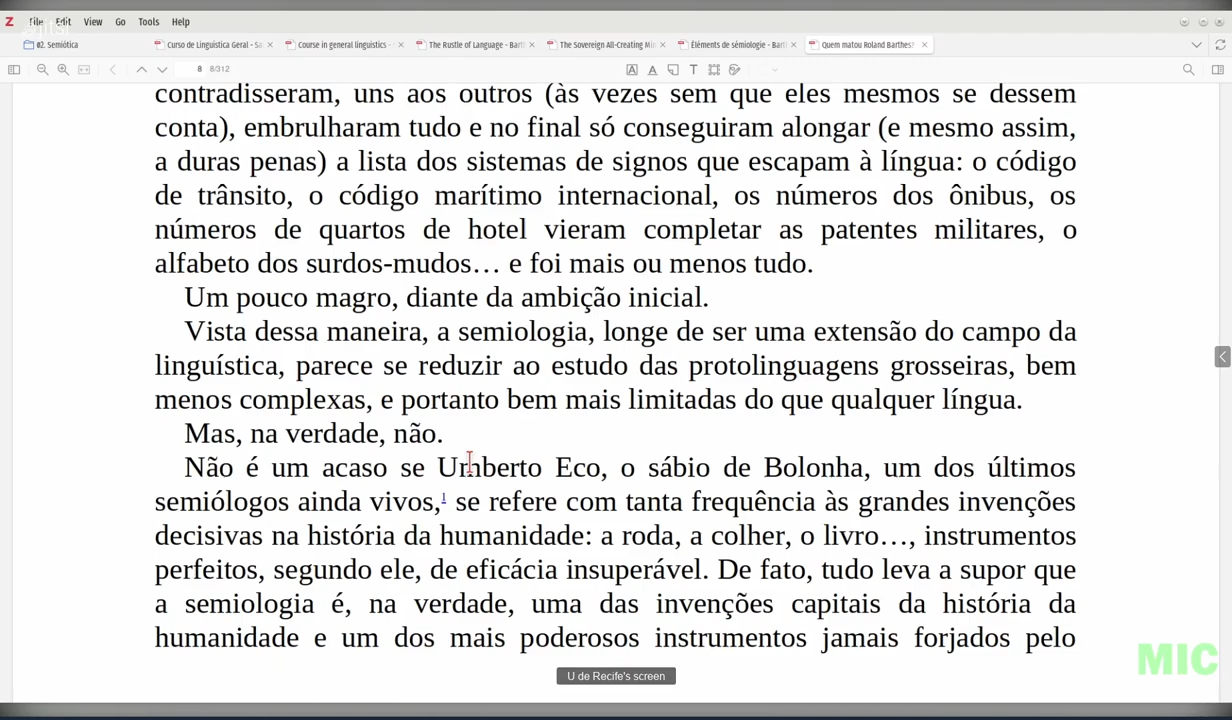 Z File Edit View Go Tools Help
02. Semiótica Curso de Linguística Geral - Sa Course in general linguistics - The Rustle of Language - Bart The Sovereign All-Creating Mi Éléments de sémiologie - Bart Quem matou Roland Barthes?
8 8/312
contradisseram, uns aos outros (às vezes sem que eles mesmos se dessem
conta), embrulharam tudo e no final só conseguiram alongar (e mesmo assim,
a duras penas) a lista dos sistemas de signos que escapam à língua: o código
de trânsito, o código marítimo internacional, os números dos ônibus, os
números de quartos de hotel vieram completar as patentes militares, o
alfabeto dos surdos-mudos… e foi mais ou menos tudo.
Um pouco magro, diante da ambição inicial.
Vista dessa maneira, a semiologia, longe de ser uma extensão do campo da
linguística, parece se reduzir ao estudo das protolinguagens grosseiras, bem
menos complexas, e portanto bem mais limitadas do que qualquer língua.
Mas, na verdade, não.
Não é um acaso se Umberto Eco, o sábio de Bolonha, um dos últimos
semiólogos ainda vivos,1 se refere com tanta frequência às grandes invenções
decisivas na história da humanidade: a roda, a colher, o livro…, instrumentos
perfeitos, segundo ele, de eficácia insuperável. De fato, tudo leva a supor que
a semiologia é, na verdade, uma das invenções capitais da história da
humanidade e um dos mais poderosos instrumentos jamais forjados pelo
MIC
U de Recife's screen